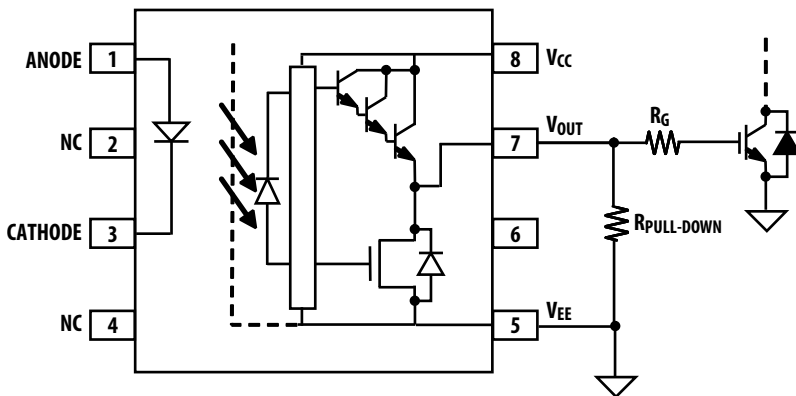 ANODE 1
8 VCC
NC 2
7 VOUT
RG
CATHODE 3
6
RPULL-DOWN
NC 4
5 VEE